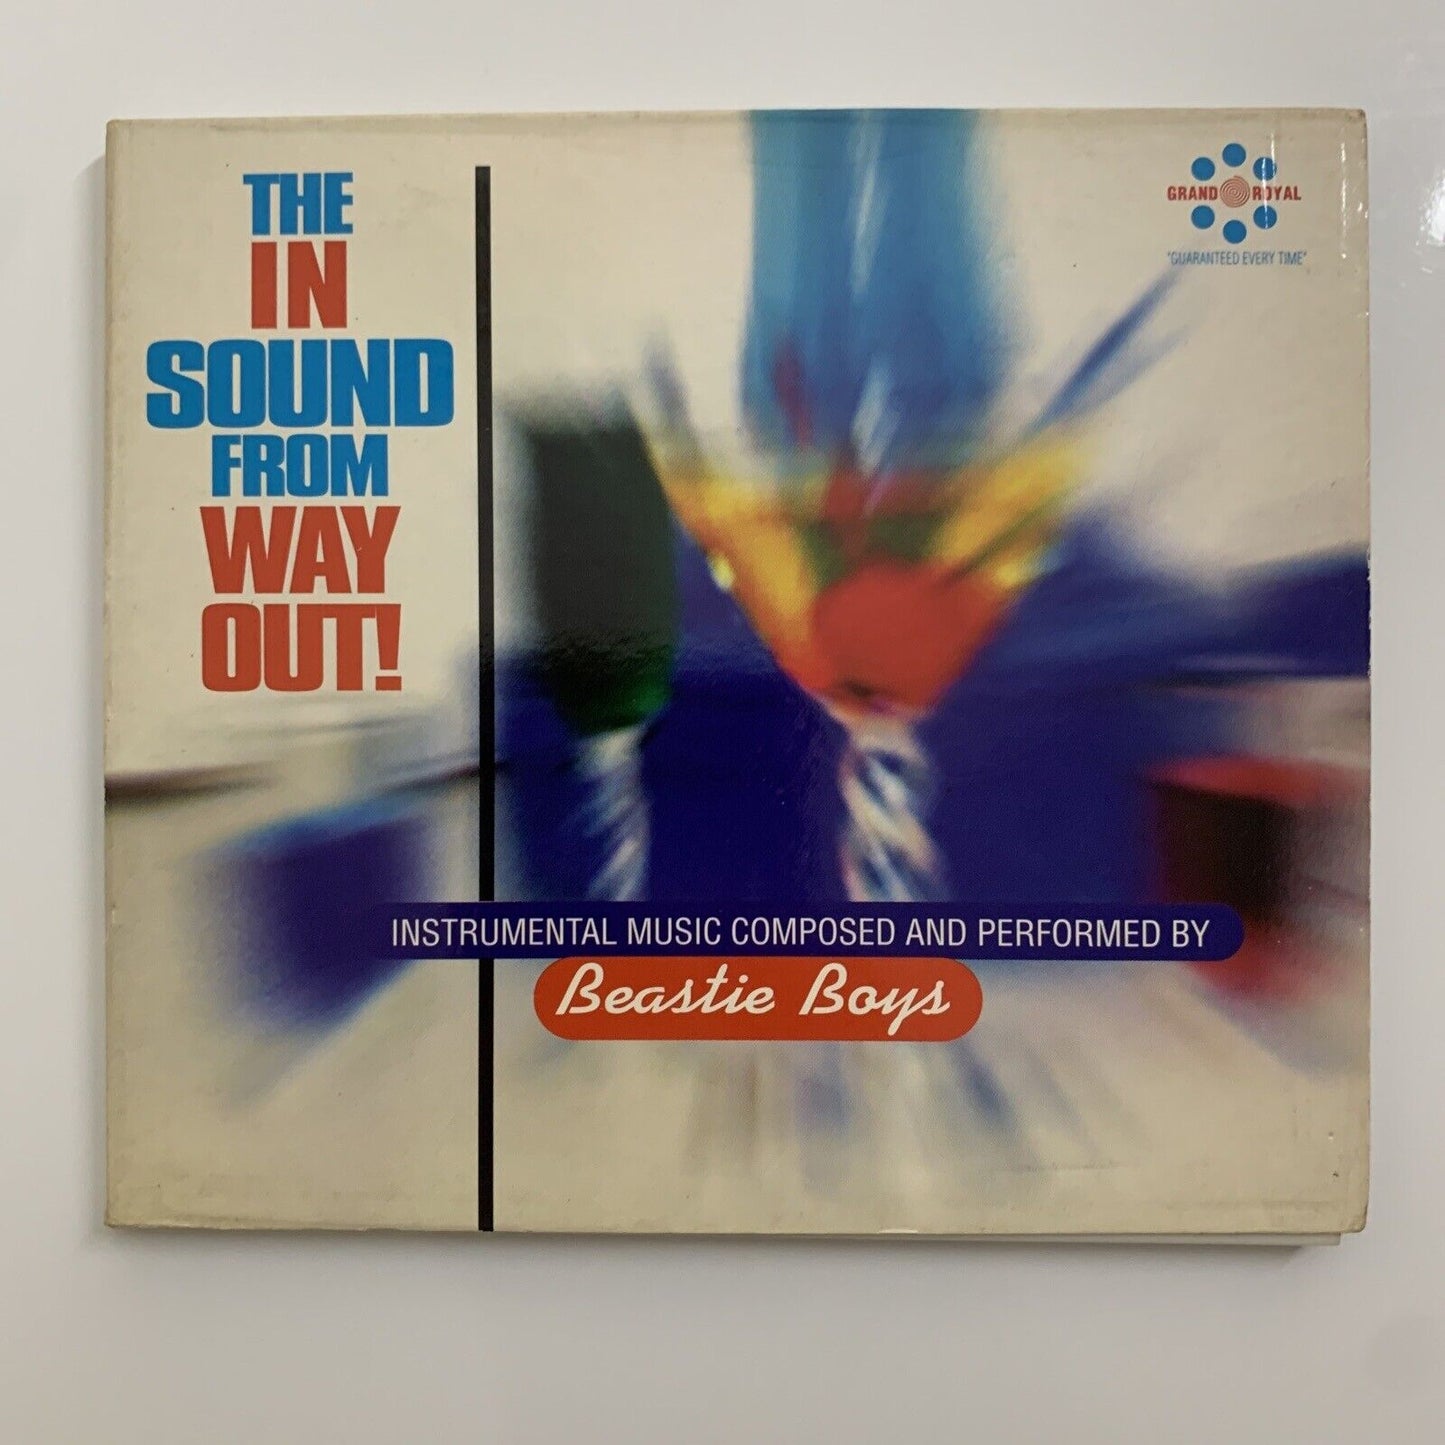 THE
IN
SOUND
FROM
WAY
OUT!
GRAND ROYAL
"GUARANTEED EVERY TIME"
INSTRUMENTAL MUSIC COMPOSED AND PERFORMED BY
Beastie Boys